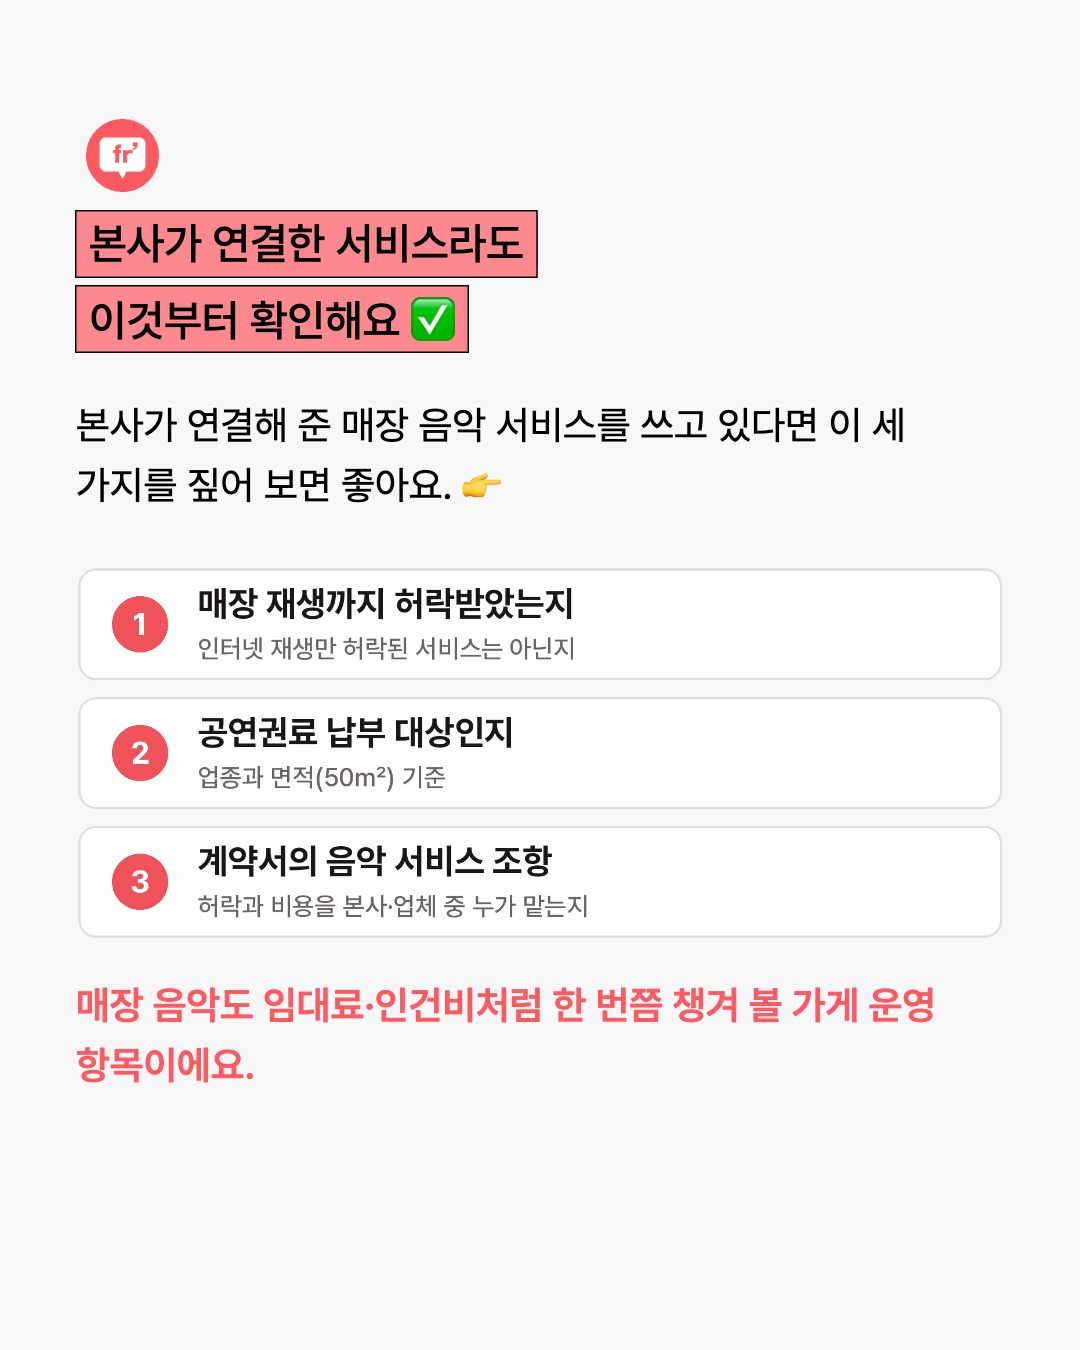 fr’
본사가 연결한 서비스라도
이것부터 확인해요 ✅
본사가 연결해 준 매장 음악 서비스를 쓰고 있다면 이 세
가지를 짚어 보면 좋아요. 👉
1 매장 재생까지 허락받았는지
인터넷 재생만 허락된 서비스는 아닌지
2 공연권료 납부 대상인지
업종과 면적(50m²) 기준
3 계약서의 음악 서비스 조항
허락과 비용을 본사·업체 중 누가 맡는지
매장 음악도 임대료·인건비처럼 한 번쯤 챙겨 볼 가게 운영
항목이에요.